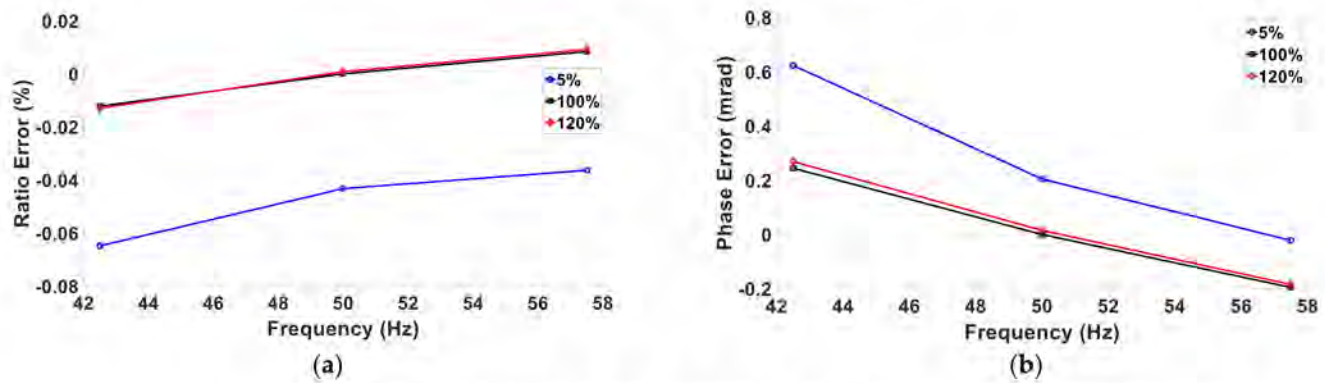 0.02
0
-0.02
-0.04
-0.06
-0.08
Ratio Error (%)
42 44 46 48 50 52 54 56 58
Frequency (Hz)
5%
100%
120%
(a)
0.8
0.6
0.4
0.2
0
-0.2
Phase Error (mrad)
42 44 46 48 50 52 54 56 58
Frequency (Hz)
5%
100%
120%
(b)